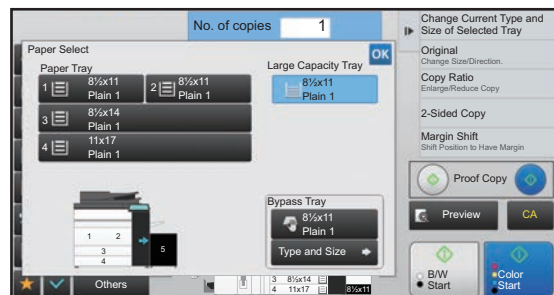 No. of copies 1
Paper Select
OK
Paper Tray
Large Capacity Tray
1 8½x11
Plain 1
2 8½x11
Plain 1
8½x11
Plain 1
3 8½x14
Plain 1
4 11x17
Plain 1
1 2
3
4
5
Bypass Tray
8½x11
Plain 1
Type and Size
Others
3 8½x14
4 11x17
8½x11
Change Current Type and
Size of Selected Tray
Original
Change Size/Direction.
Copy Ratio
Enlarge/Reduce Copy
2-Sided Copy
Margin Shift
Shift Position to Have Margin
Proof Copy
Preview
CA
B/W
Start
Color
Start